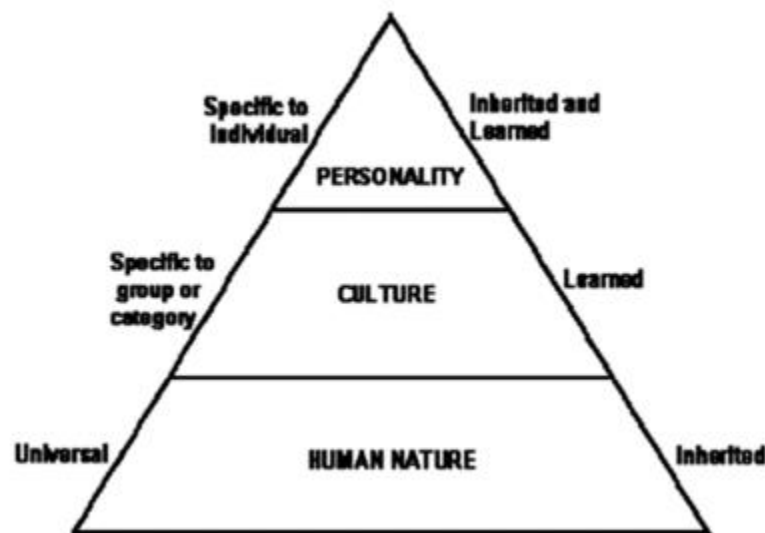 Specific to
Individual
Inherited and
Learned
PERSONALITY
Specific to
group or
category
CULTURE
Learned
Universal
HUMAN NATURE
Inherited